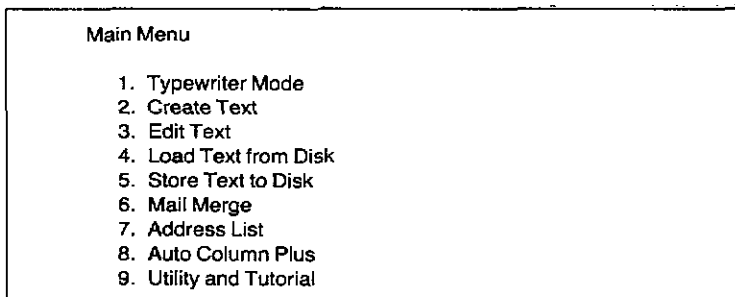 Main Menu
1. Typewriter Mode
2. Create Text
3. Edit Text
4. Load Text from Disk
5. Store Text to Disk
6. Mail Merge
7. Address List
8. Auto Column Plus
9. Utility and Tutorial